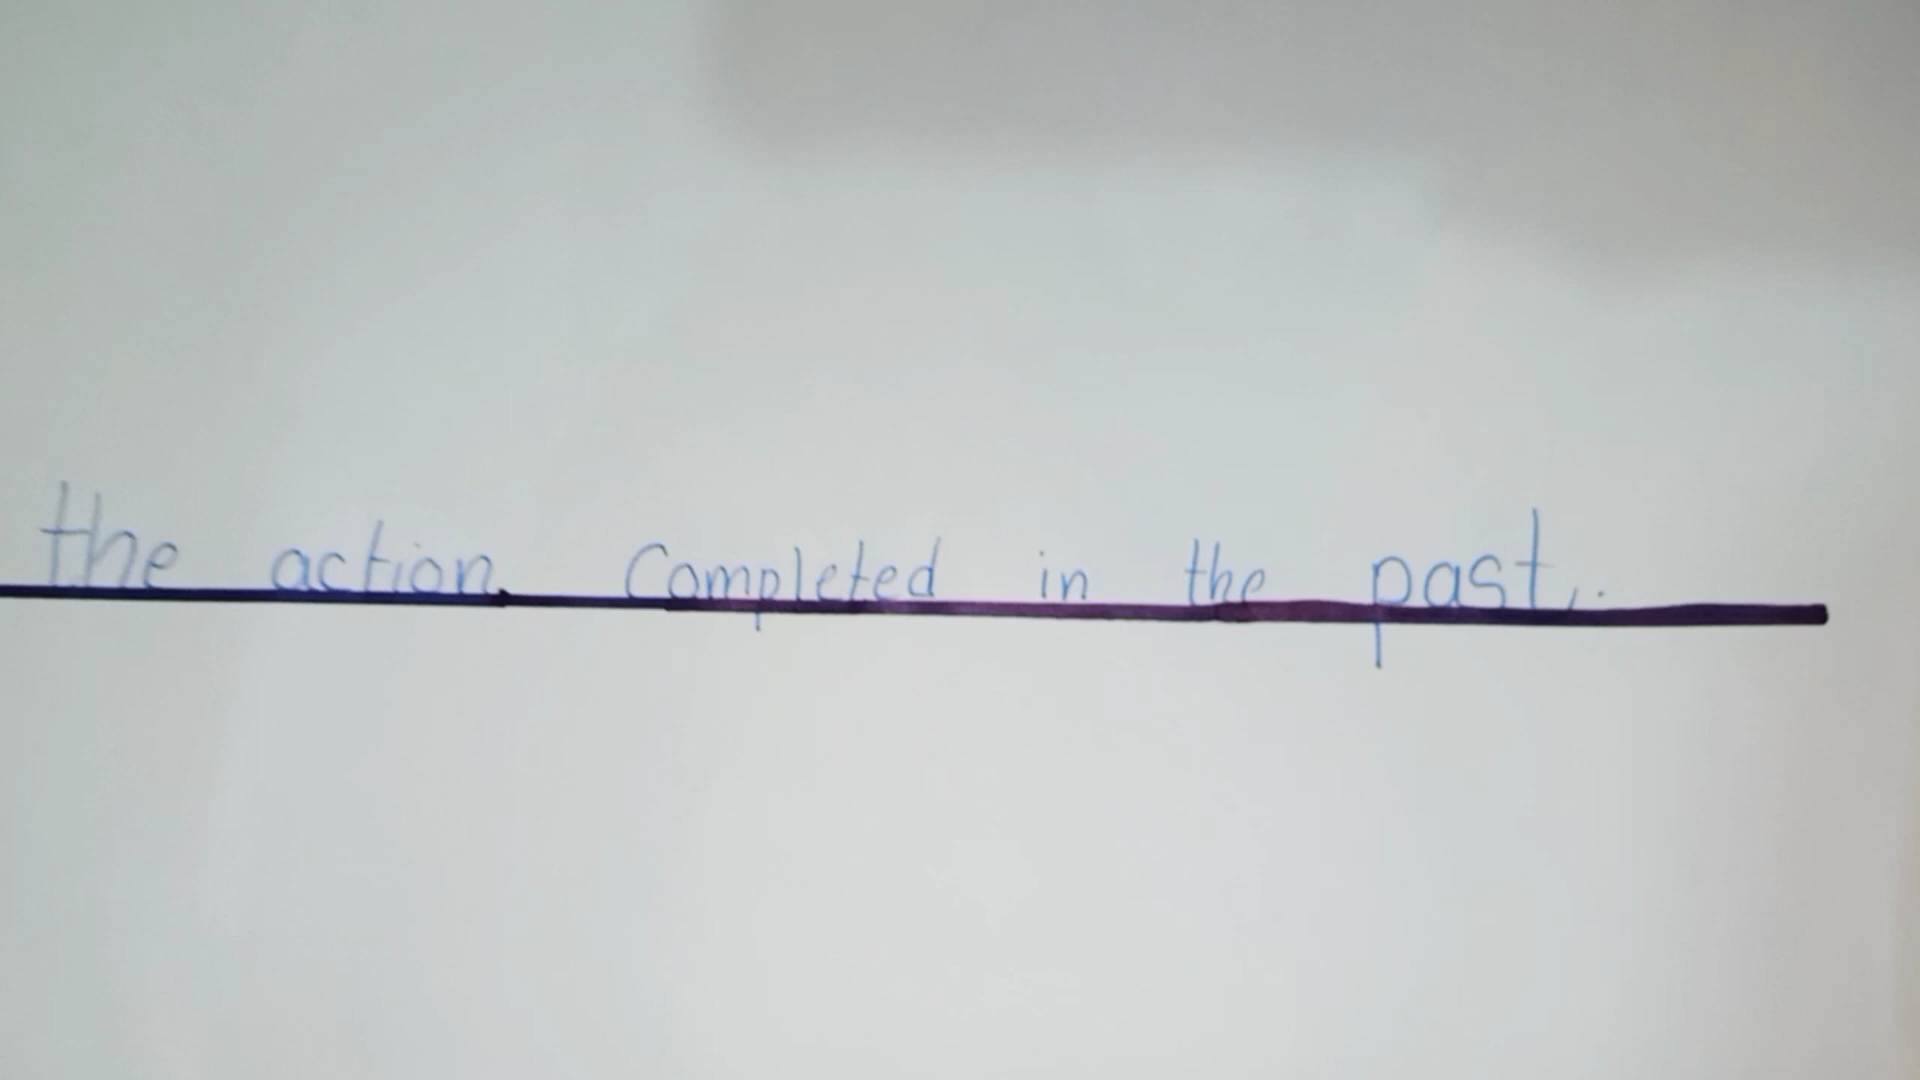 the action completed in the past.